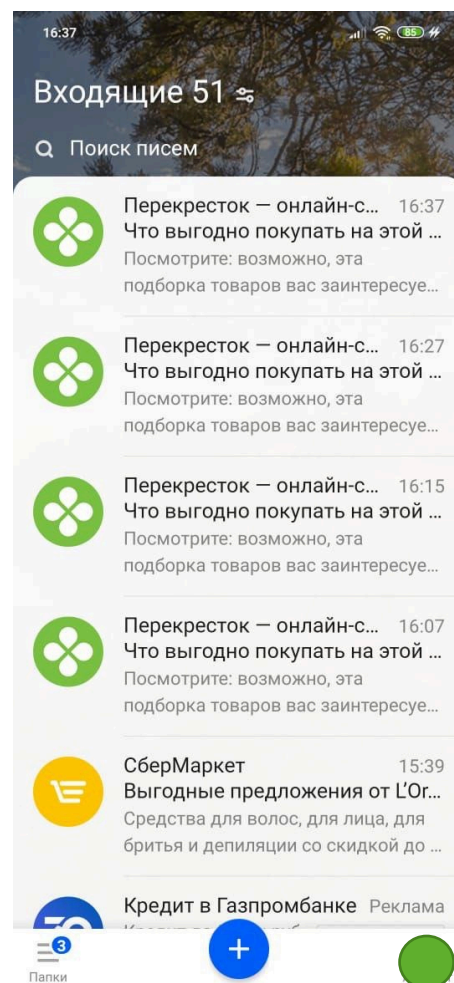 16:37
85
Входящие 51
Поиск писем
Перекресток — онлайн-с... 16:37
Что выгодно покупать на этой ...
Посмотрите: возможно, эта
подборка товаров вас заинтересуе...
Перекресток — онлайн-с... 16:27
Что выгодно покупать на этой ...
Посмотрите: возможно, эта
подборка товаров вас заинтересуе...
Перекресток — онлайн-с... 16:15
Что выгодно покупать на этой ...
Посмотрите: возможно, эта
подборка товаров вас заинтересуе...
Перекресток — онлайн-с... 16:07
Что выгодно покупать на этой ...
Посмотрите: возможно, эта
подборка товаров вас заинтересуе...
СберМаркет 15:39
Выгодные предложения от L’Or...
Средства для волос, для лица, для
бритья и депиляции со скидкой до ...
Кредит в Газпромбанке Реклама
3
Папки